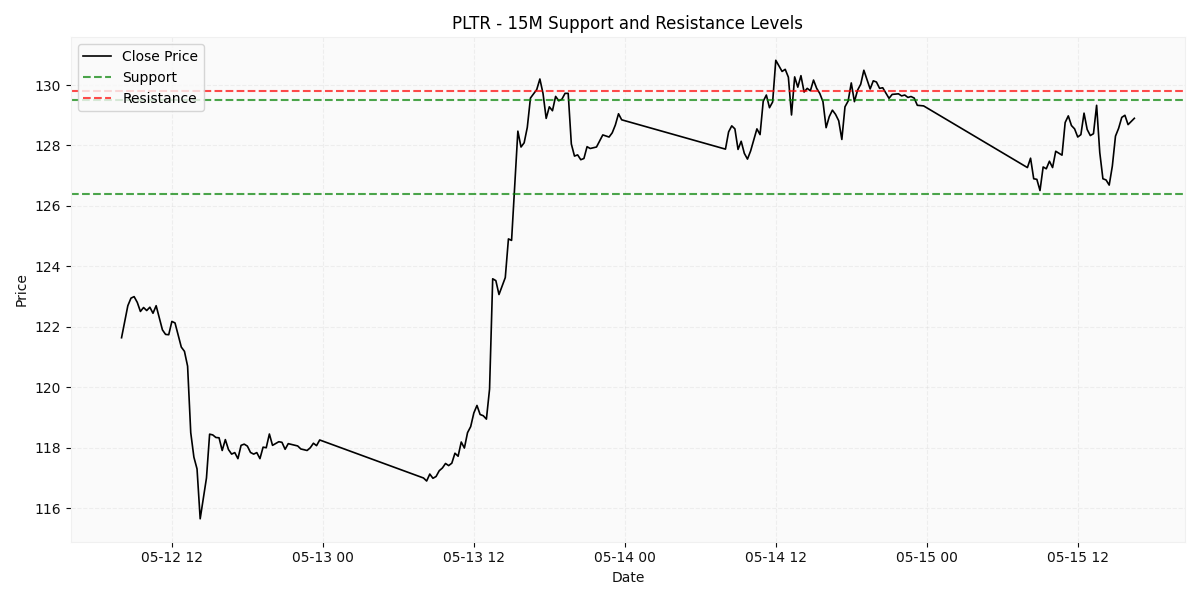 PLTR - 15M Support and Resistance Levels
Close Price
Support
Resistance
Price
130
128
126
124
122
120
118
116
05-12 12
05-13 00
05-13 12
05-14 00
05-14 12
05-15 00
05-15 12
Date